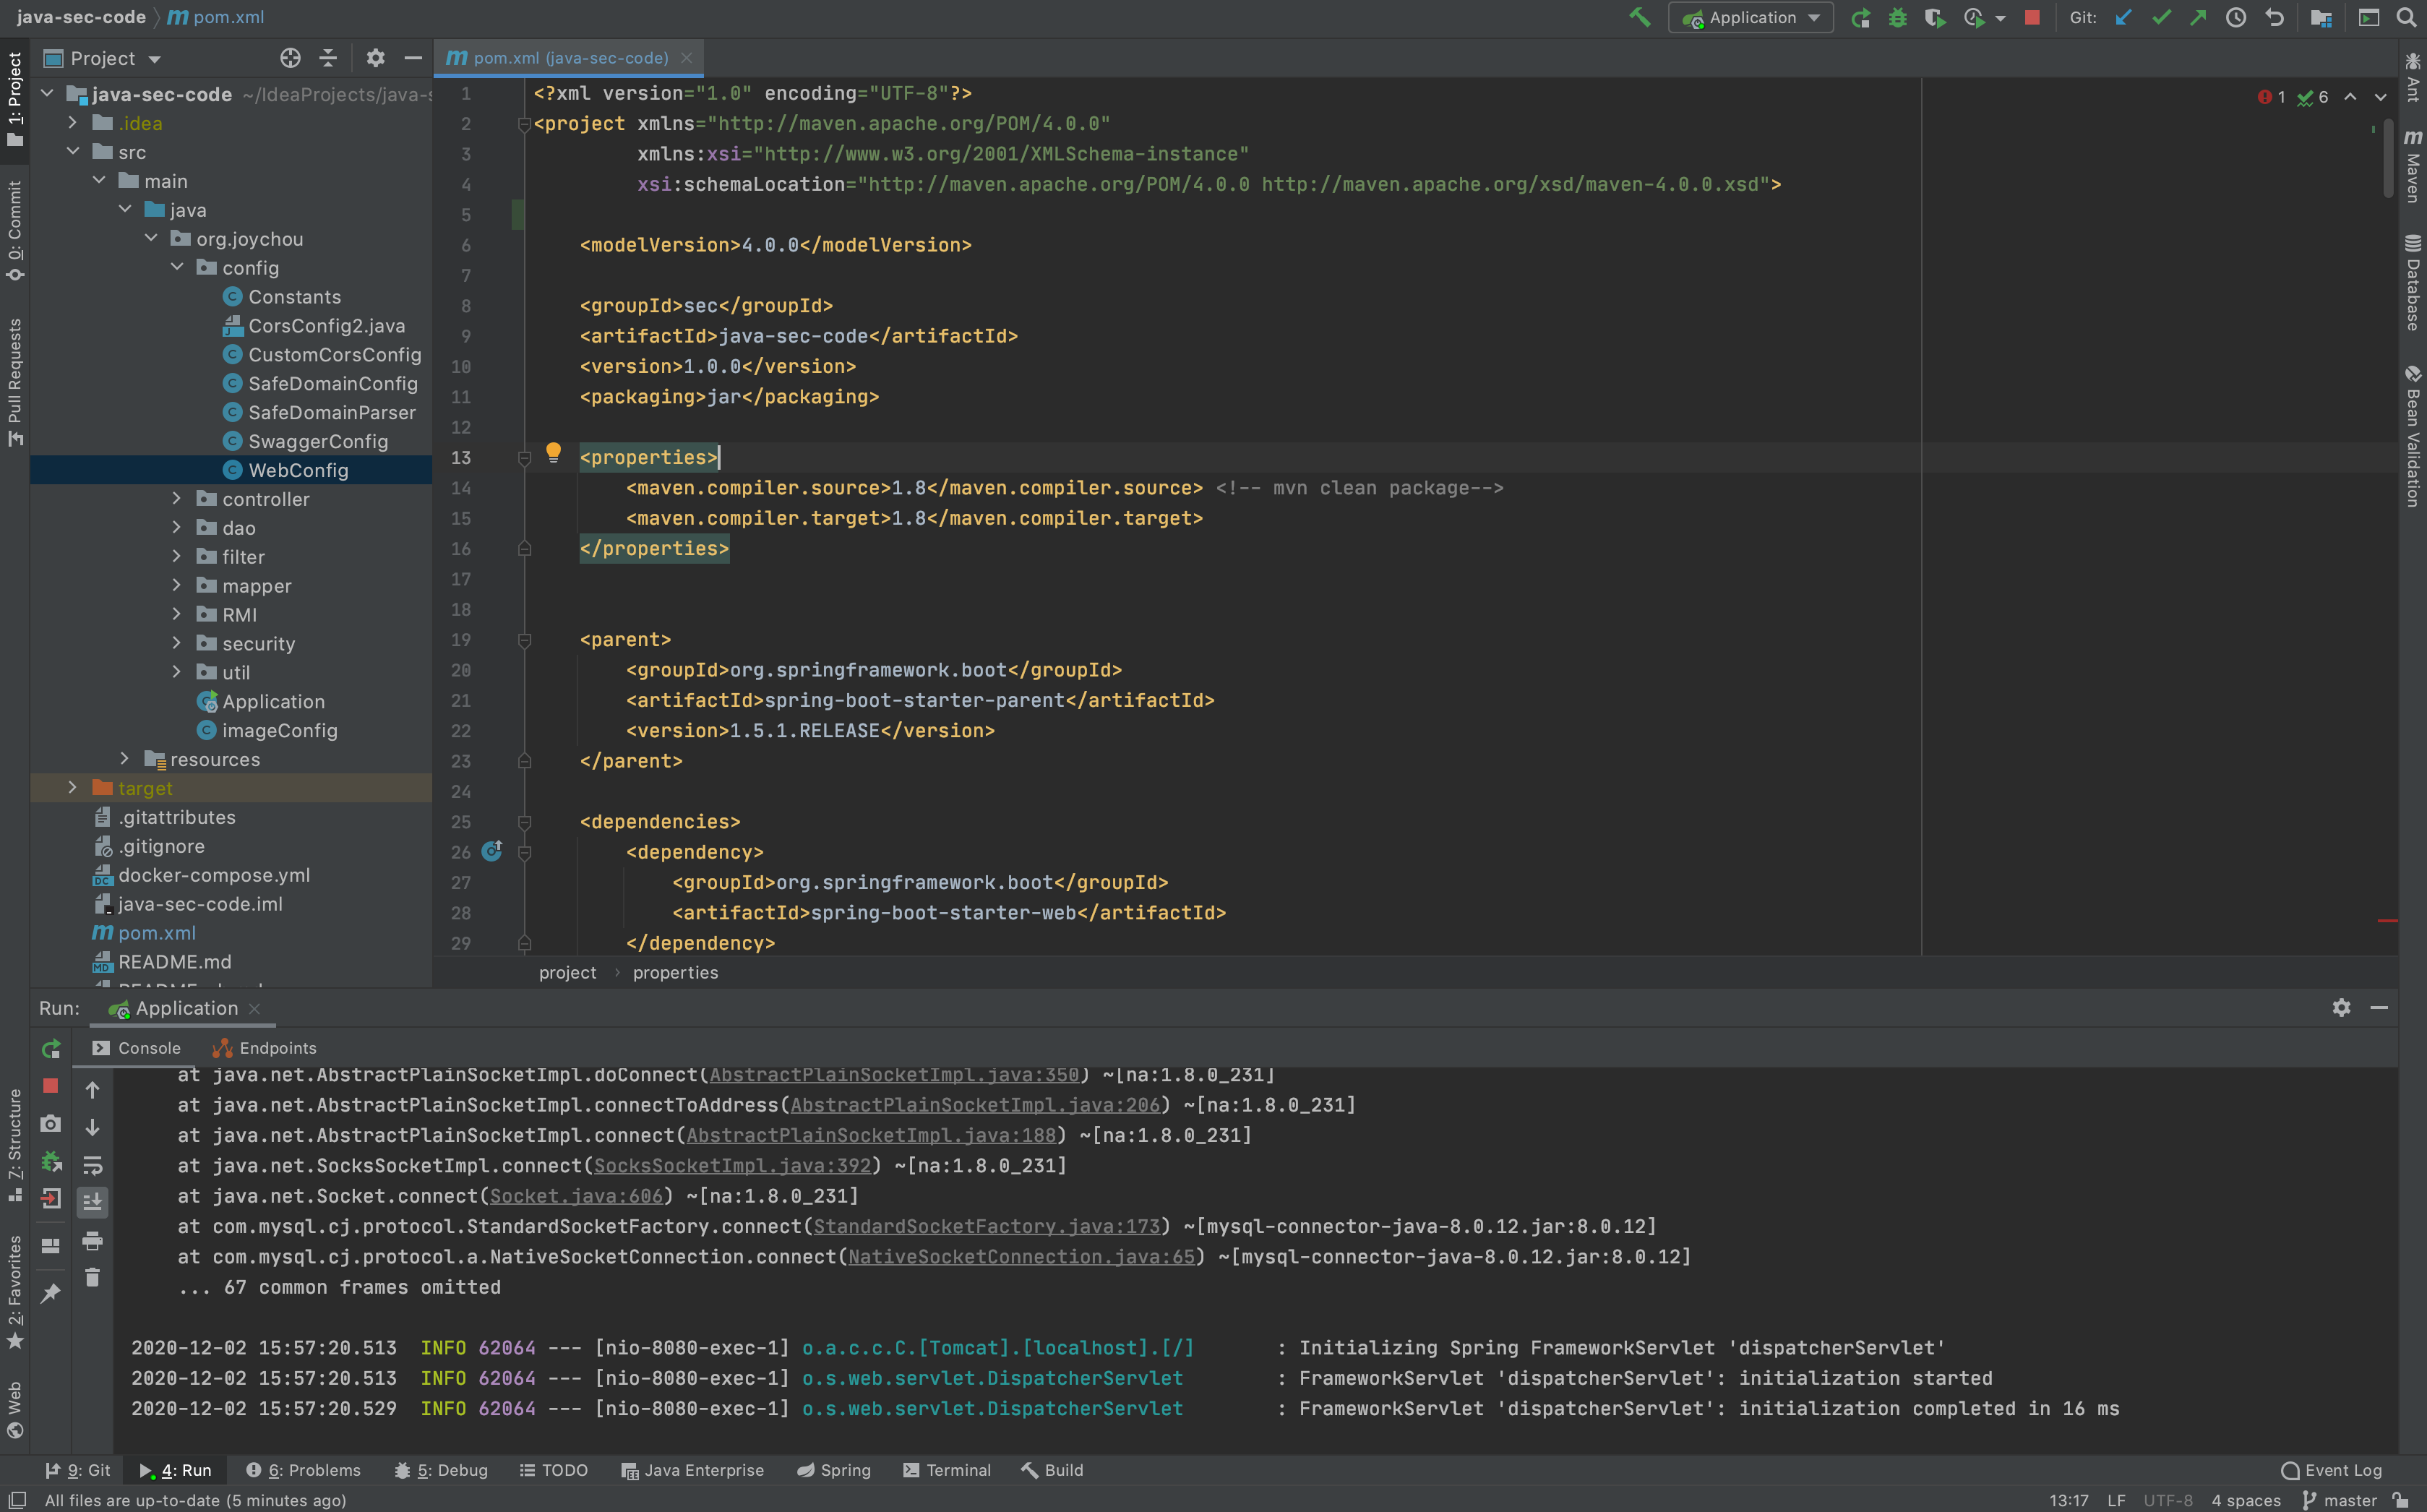 java-sec-code
pom.xml
Application
Git:
1: Project
0: Commit
Pull Requests
7: Structure
2: Favorites
Web
Project
java-sec-code ~/IdeaProjects/java-s
.idea
src
main
java
org.joychou
config
Constants
CorsConfig2.java
CustomCorsConfig
SafeDomainConfig
SafeDomainParser
SwaggerConfig
WebConfig
controller
dao
filter
mapper
RMI
security
util
Application
imageConfig
resources
target
.gitattributes
.gitignore
docker-compose.yml
java-sec-code.iml
pom.xml
README.md
pom.xml (java-sec-code)
1 6
1 <?xml version="1.0" encoding="UTF-8"?>
2 <project xmlns="http://maven.apache.org/POM/4.0.0"
3 xmlns:xsi="http://www.w3.org/2001/XMLSchema-instance"
4 xsi:schemaLocation="http://maven.apache.org/POM/4.0.0 http://maven.apache.org/xsd/maven-4.0.0.xsd">
5
6 <modelVersion>4.0.0</modelVersion>
7
8 <groupId>sec</groupId>
9 <artifactId>java-sec-code</artifactId>
10 <version>1.0.0</version>
11 <packaging>jar</packaging>
12
13 <properties>
14 <maven.compiler.source>1.8</maven.compiler.source> <!-- mvn clean package-->
15 <maven.compiler.target>1.8</maven.compiler.target>
16 </properties>
17
18
19 <parent>
20 <groupId>org.springframework.boot</groupId>
21 <artifactId>spring-boot-starter-parent</artifactId>
22 <version>1.5.1.RELEASE</version>
23 </parent>
24
25 <dependencies>
26 <dependency>
27 <groupId>org.springframework.boot</groupId>
28 <artifactId>spring-boot-starter-web</artifactId>
29 </dependency>
project › properties
Ant
Maven
Database
Bean Validation
Run: Application
Console Endpoints
at java.net.AbstractPlainSocketImpl.doConnect(AbstractPlainSocketImpl.java:350) ~[na:1.8.0_231]
at java.net.AbstractPlainSocketImpl.connectToAddress(AbstractPlainSocketImpl.java:206) ~[na:1.8.0_231]
at java.net.AbstractPlainSocketImpl.connect(AbstractPlainSocketImpl.java:188) ~[na:1.8.0_231]
at java.net.SocksSocketImpl.connect(SocksSocketImpl.java:392) ~[na:1.8.0_231]
at java.net.Socket.connect(Socket.java:606) ~[na:1.8.0_231]
at com.mysql.cj.protocol.StandardSocketFactory.connect(StandardSocketFactory.java:173) ~[mysql-connector-java-8.0.12.jar:8.0.12]
at com.mysql.cj.protocol.a.NativeSocketConnection.connect(NativeSocketConnection.java:65) ~[mysql-connector-java-8.0.12.jar:8.0.12]
... 67 common frames omitted
2020-12-02 15:57:20.513 INFO 62064 --- [nio-8080-exec-1] o.a.c.c.C.[Tomcat].[localhost].[/] : Initializing Spring FrameworkServlet 'dispatcherServlet'
2020-12-02 15:57:20.513 INFO 62064 --- [nio-8080-exec-1] o.s.web.servlet.DispatcherServlet : FrameworkServlet 'dispatcherServlet': initialization started
2020-12-02 15:57:20.529 INFO 62064 --- [nio-8080-exec-1] o.s.web.servlet.DispatcherServlet : FrameworkServlet 'dispatcherServlet': initialization completed in 16 ms
9: Git 4: Run 6: Problems 5: Debug TODO Java Enterprise Spring Terminal Build Event Log
All files are up-to-date (5 minutes ago) 13:17 LF UTF-8 4 spaces master